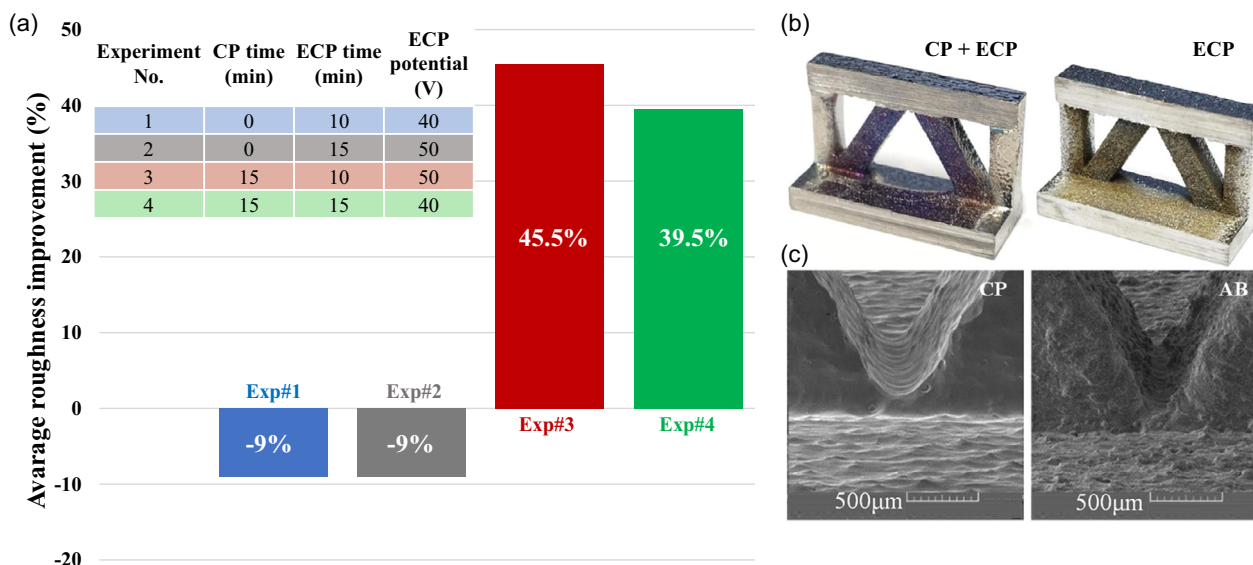 (a)
Avarage roughness improvement (%)
50
40
30
20
10
0
-10
-20
Experiment No. CP time (min) ECP time (min) ECP potential (V)
1 0 10 40
2 0 15 50
3 15 10 50
4 15 15 40
Exp#1
-9%
Exp#2
-9%
45.5%
Exp#3
39.5%
Exp#4
(b)
CP + ECP
ECP
(c)
CP
500µm
AB
500µm